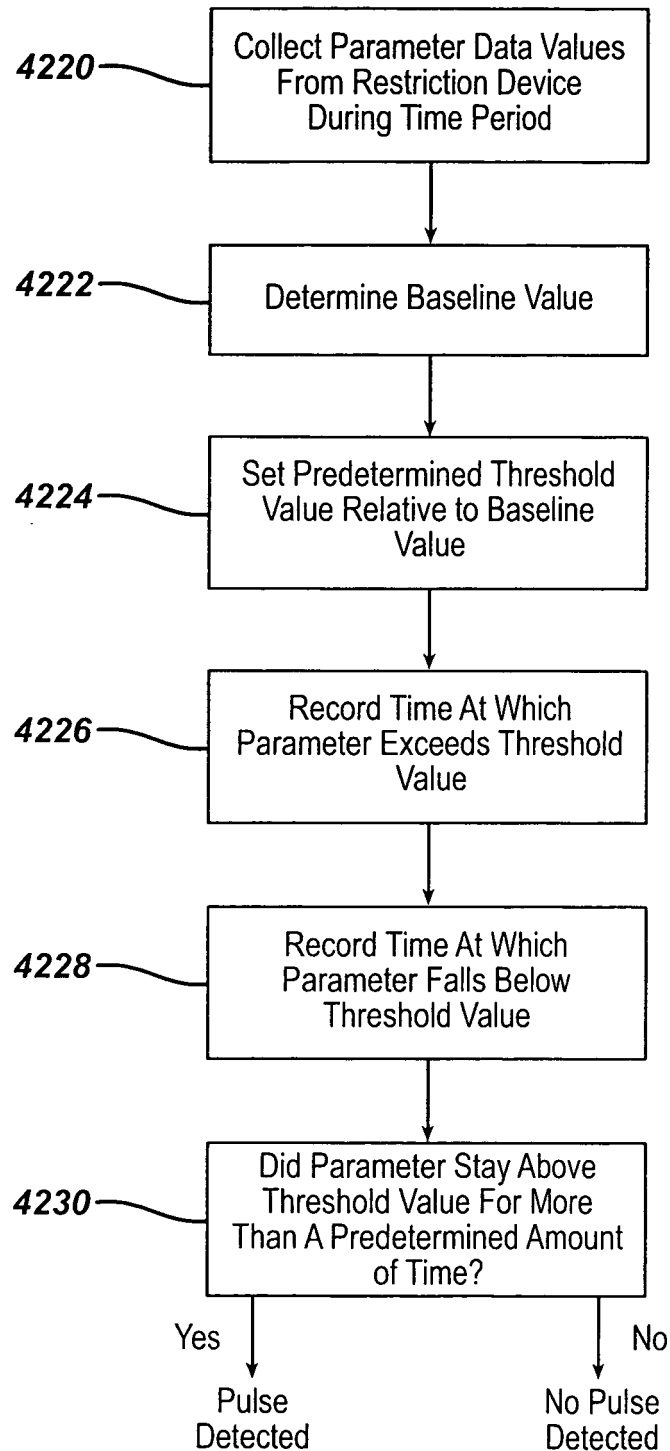 4220
Collect Parameter Data Values
From Restriction Device
During Time Period
4222
Determine Baseline Value
4224
Set Predetermined Threshold
Value Relative to Baseline
Value
4226
Record Time At Which
Parameter Exceeds Threshold
Value
4228
Record Time At Which
Parameter Falls Below
Threshold Value
4230
Did Parameter Stay Above
Threshold Value For More
Than A Predetermined Amount
of Time?
Yes
No
Pulse
Detected
No Pulse
Detected